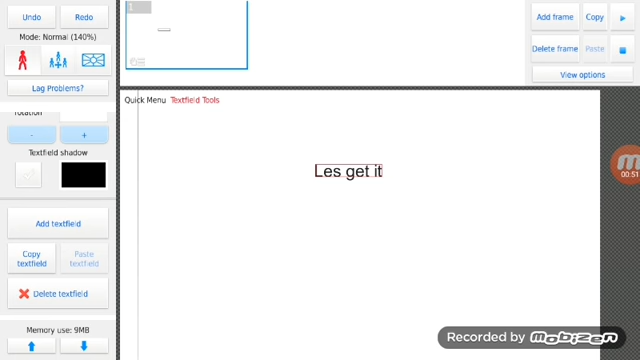 Undo
Redo
1
Add frame
Copy
Mode: Normal (140%)
Delete frame
Paste
Lag Problems?
View options
Quick Menu Textfield Tools
rotation
-
+
Textfield shadow
Les get it
00:51
Add textfield
Copy textfield
Paste textfield
Delete textfield
Memory use: 9MB
Recorded by mobizen